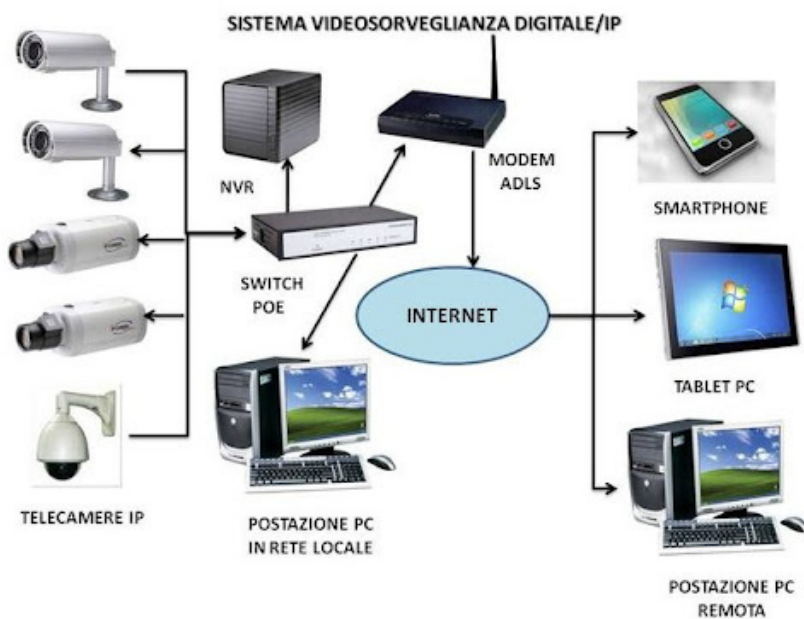 SISTEMA VIDEOSORVEGLIANZA DIGITALE/IP
NVR
MODEM
ADLS
SMARTPHONE
SWITCH
POE
INTERNET
TABLET PC
TELECAMERE IP
POSTAZIONE PC
IN RETE LOCALE
POSTAZIONE PC
REMOTA